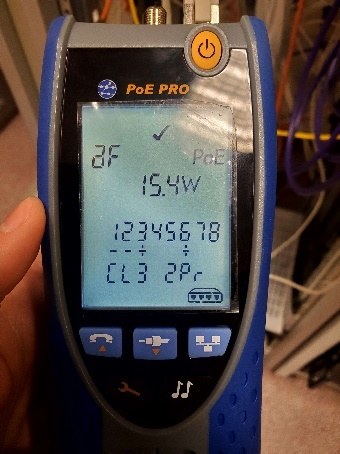 PoE PRO
✓
aF PoE
15.4W
12345678
--÷ ÷
CL3 2Pr